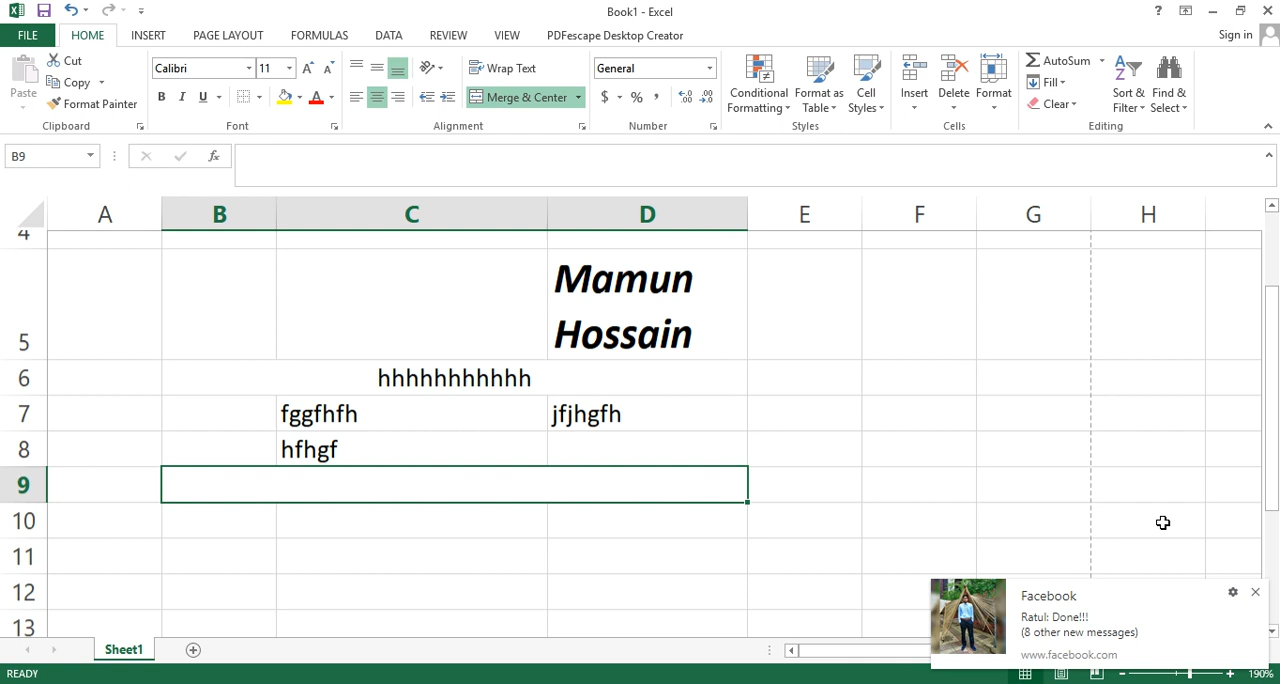 Book1 - Excel
?
FILE HOME INSERT PAGE LAYOUT FORMULAS DATA REVIEW VIEW PDFescape Desktop Creator Sign in
Paste
Cut
Copy
Format Painter
Clipboard
Calibri 11
B I U
Font
Wrap Text
Merge & Center
Alignment
General
$ % ,
Number
Conditional Formatting
Format as Table
Cell Styles
Styles
Insert
Delete
Format
Cells
AutoSum
Fill
Clear
Sort & Filter
Find & Select
Editing
B9
fx
A B C D E F G H
4
5 Mamun
Hossain
6 hhhhhhhhhhh
7 fggfhfh jfjhgfh
8 hfhgf
9
10
11
12
13
Facebook
Ratul: Done!!!
(8 other new messages)
www.facebook.com
Sheet1
READY
190%